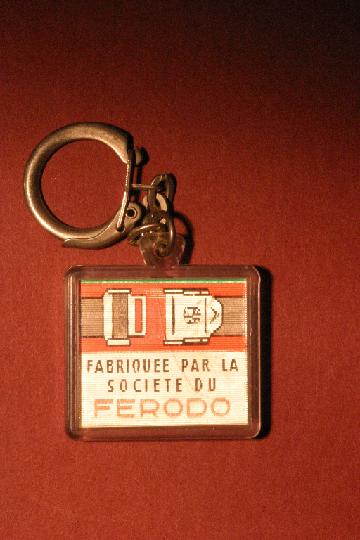 FABRIQUEE PAR LA
SOCIETE DU
FERODO